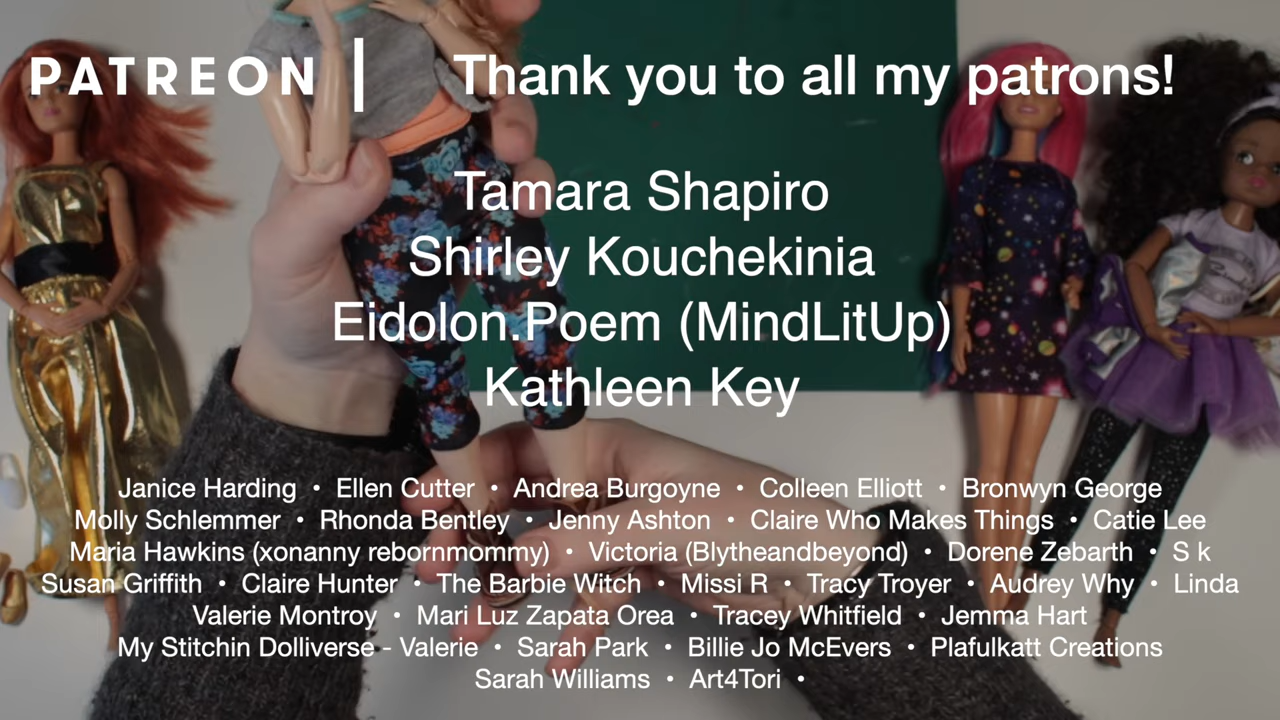 PATREON | Thank you to all my patrons!
Tamara Shapiro
Shirley Kouchekinia
Eidolon.Poem (MindLitUp)
Kathleen Key
Janice Harding • Ellen Cutter • Andrea Burgoyne • Colleen Elliott • Bronwyn George
Molly Schlemmer • Rhonda Bentley • Jenny Ashton • Claire Who Makes Things • Catie Lee
Maria Hawkins (xonanny rebornmommy) • Victoria (Blytheandbeyond) • Dorene Zebarth • S k
Susan Griffith • Claire Hunter • The Barbie Witch • Missi R • Tracy Troyer • Audrey Why • Linda
Valerie Montroy • Mari Luz Zapata Orea • Tracey Whitfield • Jemma Hart
My Stitchin Dolliverse - Valerie • Sarah Park • Billie Jo McEvers • Plafulkatt Creations
Sarah Williams • Art4Tori •